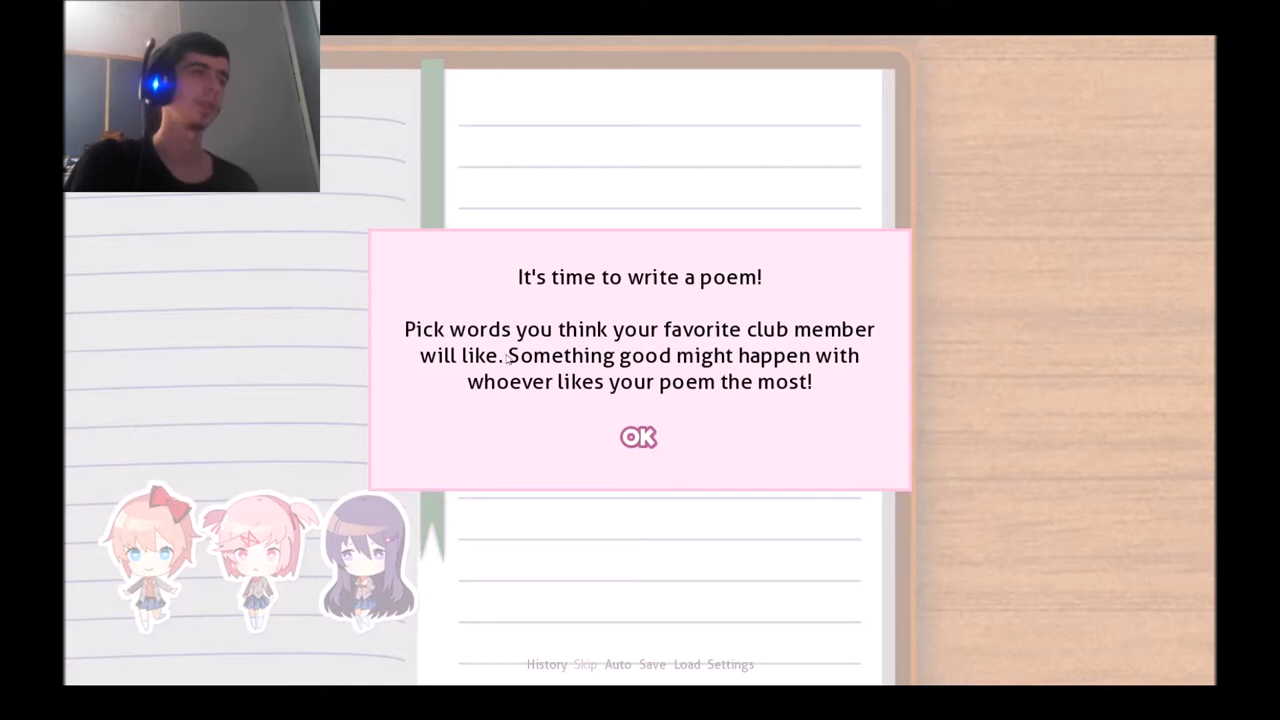 It's time to write a poem!
Pick words you think your favorite club member
will like. Something good might happen with
whoever likes your poem the most!
OK
History Skip Auto Save Load Settings